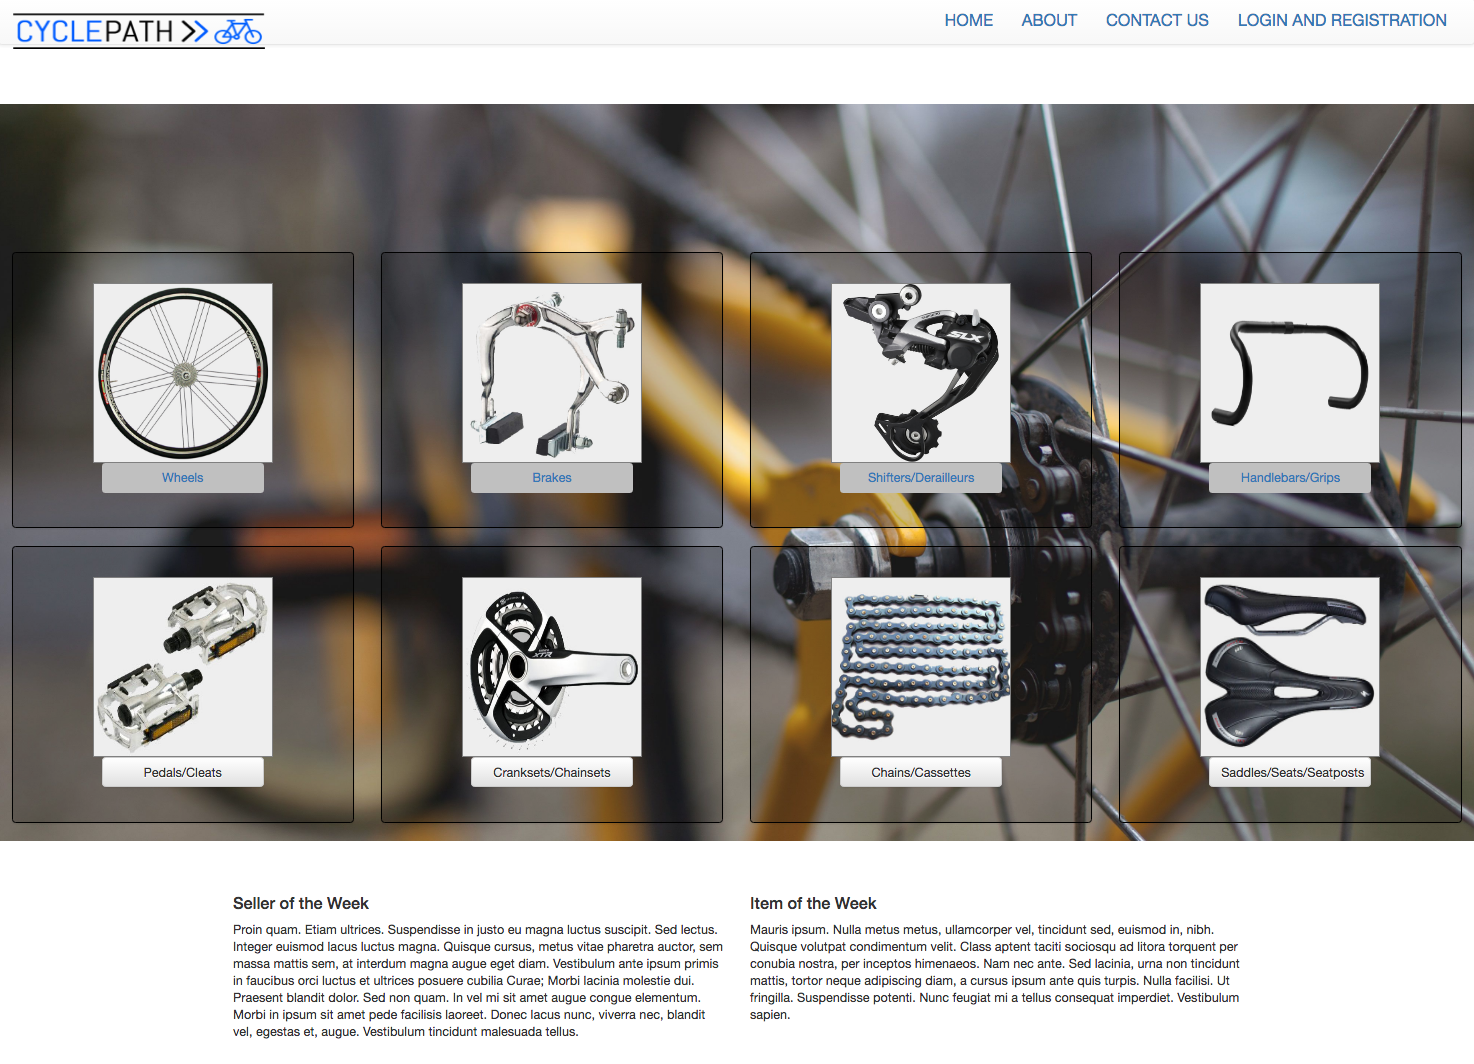 CYCLEPATH >>
HOME ABOUT CONTACT US LOGIN AND REGISTRATION
SLX
Wheels
Brakes
Shifters/Derailleurs
Handlebars/Grips
XTR
Pedals/Cleats
Cranksets/Chainsets
Chains/Cassettes
Saddles/Seats/Seatposts
Seller of the Week
Proin quam. Etiam ultrices. Suspendisse in justo eu magna luctus suscipit. Sed lectus.
Integer euismod lacus luctus magna. Quisque cursus, metus vitae pharetra auctor, sem
massa mattis sem, at interdum magna augue eget diam. Vestibulum ante ipsum primis
in faucibus orci luctus et ultrices posuere cubilia Curae; Morbi lacinia molestie dui.
Praesent blandit dolor. Sed non quam. In vel mi sit amet augue congue elementum.
Morbi in ipsum sit amet pede facilisis laoreet. Donec lacus nunc, viverra nec, blandit
vel, egestas et, augue. Vestibulum tincidunt malesuada tellus.
Item of the Week
Mauris ipsum. Nulla metus metus, ullamcorper vel, tincidunt sed, euismod in, nibh.
Quisque volutpat condimentum velit. Class aptent taciti sociosqu ad litora torquent per
conubia nostra, per inceptos himenaeos. Nam nec ante. Sed lacinia, urna non tincidunt
mattis, tortor neque adipiscing diam, a cursus ipsum ante quis turpis. Nulla facilisi. Ut
fringilla. Suspendisse potenti. Nunc feugiat mi a tellus consequat imperdiet. Vestibulum
sapien.